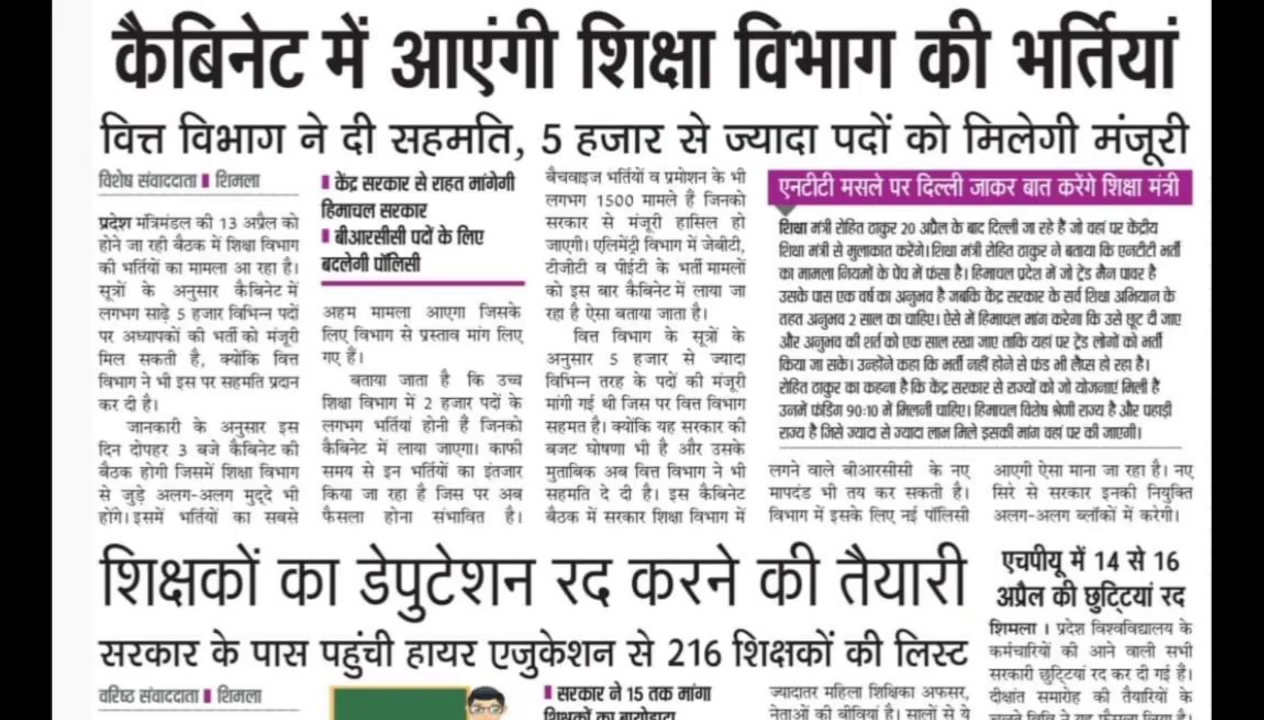 कैबिनेट में आएंगी शिक्षा विभाग की भर्तियां
वित्त विभाग ने दी सहमति, 5 हजार से ज्यादा पदों को मिलेगी मंजूरी
विशेष संवाददाता ▌ शिमला
प्रदेश मंत्रिमंडल की 13 अप्रैल को
होने जा रही बैठक में शिक्षा विभाग
की भर्तियों का मामला आ रहा है।
सूत्रों के अनुसार कैबिनेट में
लगभग साढ़े 5 हजार विभिन्न पदों
पर अध्यापकों की भर्ती को मंजूरी
मिल सकती है, क्योंकि वित्त
विभाग ने भी इस पर सहमति प्रदान
कर दी है।
जानकारी के अनुसार इस
दिन दोपहर 3 बजे कैबिनेट की
बैठक होगी जिसमें शिक्षा विभाग
से जुड़े अलग-अलग मुद्दे भी
होंगे। इसमें भर्तियों का सबसे
▌ केंद्र सरकार से राहत मांगेगी
हिमाचल सरकार
▌ बीआरसीसी पदों के लिए
बदलेगी पॉलिसी
अहम मामला आएगा जिसके
लिए विभाग से प्रस्ताव मांग लिए
गए हैं।
बताया जाता है कि उच्च
शिक्षा विभाग में 2 हजार पदों के
लगभग भर्तियां होनी हैं जिनको
कैबिनेट में लाया जाएगा। काफी
समय से इन भर्तियों का इंतजार
किया जा रहा है जिस पर अब
फैसला होना संभावित है।
बैचवाइज भर्तियों व प्रमोशन के भी
लगभग 1500 मामले हैं जिनको
सरकार से मंजूरी हासिल हो
जाएगी। एलिमेंट्री विभाग में जेबीटी,
टीजीटी व पीईटी के भर्ती मामलों
को इस बार कैबिनेट में लाया जा
रहा है ऐसा बताया जाता है।
वित्त विभाग के सूत्रों के
अनुसार 5 हजार से ज्यादा
विभिन्न तरह के पदों की मंजूरी
मांगी गई थी जिस पर वित्त विभाग
सहमत है। क्योंकि यह सरकार की
बजट घोषणा भी है और उसके
मुताबिक अब वित्त विभाग ने भी
सहमति दे दी है। इस कैबिनेट
बैठक में सरकार शिक्षा विभाग में
एनटीटी मसले पर दिल्ली जाकर बात करेंगे शिक्षा मंत्री
शिक्षा मंत्री रोहित ठाकुर 20 अप्रैल के बाद दिल्ली जा रहे हैं जो वहां पर केंद्रीय
शिक्षा मंत्री से मुलाकात करेंगे। शिक्षा मंत्री रोहित ठाकुर ने बताया कि एनटीटी भर्ती
का मामला नियमों के पेंच में फंसा है। हिमाचल प्रदेश में जो ट्रेंड मैन पावर है
उसके पास एक वर्ष का अनुभव है जबकि केंद्र सरकार के सर्व शिक्षा अभियान के
तहत अनुभव 2 साल का चाहिए। ऐसे में हिमाचल मांग करेगा कि उसे छूट दी जाए
और अनुभव की शर्त को एक साल रखा जाए ताकि यहां पर ट्रेंड लोगों को भर्ती
किया जा सके। उन्होंने कहा कि भर्ती नहीं होने से फंड भी लैप्स हो रहा है।
रोहित ठाकुर का कहना है कि केंद्र सरकार से राज्यों को जो योजनाएं मिली हैं
उनमें फंडिंग 90:10 में मिलनी चाहिए। हिमाचल विशेष श्रेणी राज्य है और पहाड़ी
राज्य है जिसे ज्यादा से ज्यादा लाभ मिले इसकी मांग वहां पर की जाएगी।
लगने वाले बीआरसीसी के नए
मापदंड भी तय कर सकती है।
विभाग में इसके लिए नई पॉलिसी
आएगी ऐसा माना जा रहा है। नए
सिरे से सरकार इनकी नियुक्ति
अलग-अलग ब्लॉकों में करेगी।
शिक्षकों का डेपुटेशन रद करने की तैयारी
सरकार के पास पहुंची हायर एजुकेशन से 216 शिक्षकों की लिस्ट
वरिष्ठ संवाददाता ▌ शिमला
▌ सरकार ने 15 तक मांगा
शिक्षकों का बायोडाटा
ज्यादातर महिला शिक्षिका अफसर,
नेताओं की बीवियां हैं। सालों से ये
एचपीयू में 14 से 16
अप्रैल की छुट्टियां रद
शिमला। प्रदेश विश्वविद्यालय के
कर्मचारियों की आने वाली सभी
सरकारी छुट्टियां रद कर दी गई हैं।
दीक्षांत समारोह की तैयारियों के
चलते विवि ने यह फैसला लिया है।